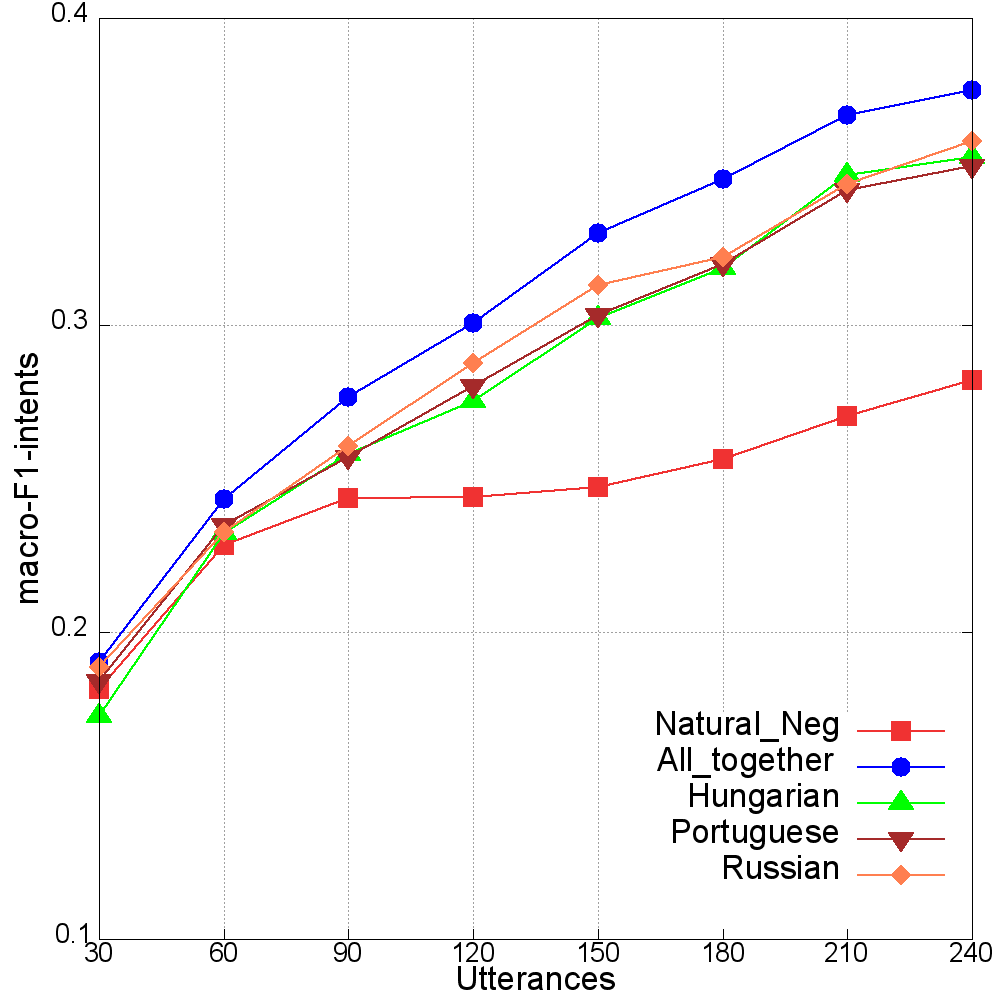 0.4
0.3
0.2
0.1
macro-F1-intents
Natural_Neg
All_together
Hungarian
Portuguese
Russian
30 60 90 120 150 180 210 240
Utterances